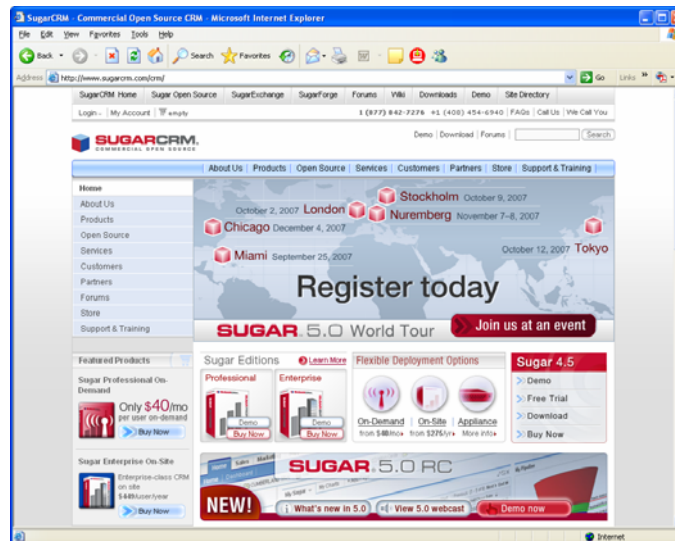 SugarCRM - Commercial Open Source CRM - Microsoft Internet Explorer
File Edit View Favorites Tools Help
Back Search Favorites
Address http://www.sugarcrm.com/crm/ Go Links
SugarCRM Home Sugar Open Source SugarExchange SugarForge Forums Wiki Downloads Demo Site Directory
Login | My Account | empty 1 (877) 842-7276 +1 (408) 454-6940 | FAQs | Call Us | We Call You
SUGARCRM. Demo | Download | Forums | Search
COMMERCIAL OPEN SOURCE
About Us | Products | Open Source | Services | Customers | Partners | Store | Support & Training
Home
About Us
Products
Open Source
Services
Customers
Partners
Forums
Store
Support & Training
Stockholm October 9, 2007
October 2, 2007 London
Nuremberg November 7-8, 2007
Chicago December 4, 2007
October 12, 2007 Tokyo
Miami September 25, 2007
Register today
SUGAR 5.0 World Tour Join us at an event
Featured Products
Sugar Professional On-Demand
Only $40/mo
per user on-demand
Buy Now
Sugar Enterprise On-Site
Enterprise-class CRM
on site
$449/user/year
Buy Now
Sugar Editions Learn More
Professional Enterprise
Demo Demo
Buy Now Buy Now
Flexible Deployment Options
On-Demand | On-Site | Appliance
from $40/mo from $275/yr More info
Sugar 4.5
Demo
Free Trial
Download
Buy Now
SUGAR 5.0 RC
NEW! What's new in 5.0 View 5.0 webcast Demo now
Internet